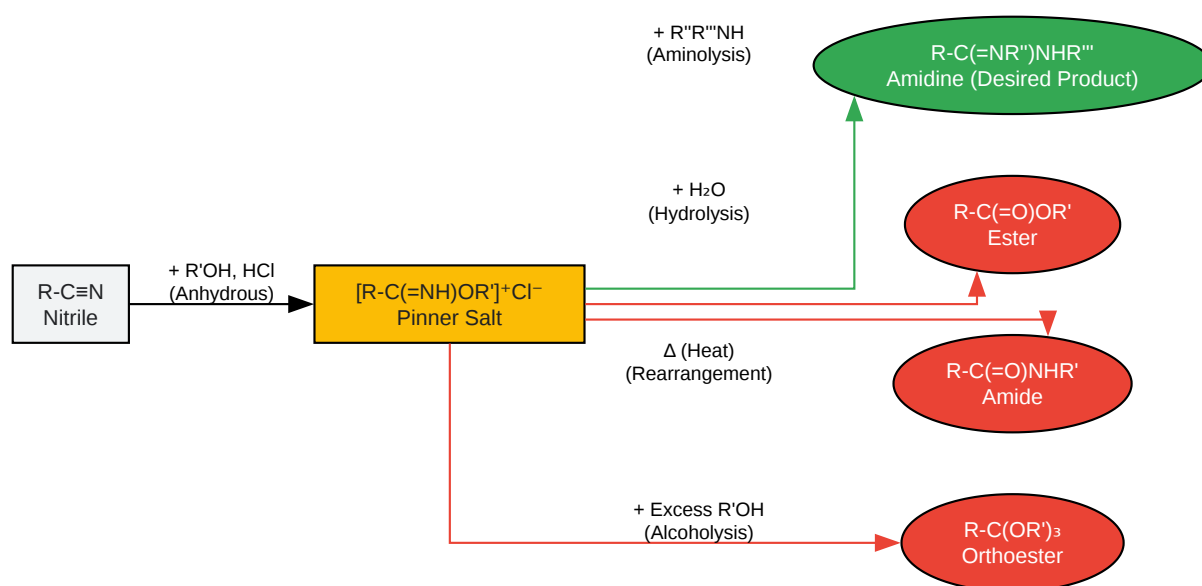 R-C≡N
Nitrile
+ R'OH, HCl
(Anhydrous)
[R-C(=NH)OR']⁺Cl⁻
Pinner Salt
+ R''R'''NH
(Aminolysis)
R-C(=NR'')NHR'''
Amidine (Desired Product)
+ H₂O
(Hydrolysis)
R-C(=O)OR'
Ester
Δ (Heat)
(Rearrangement)
R-C(=O)NHR'
Amide
+ Excess R'OH
(Alcoholysis)
R-C(OR')₃
Orthoester